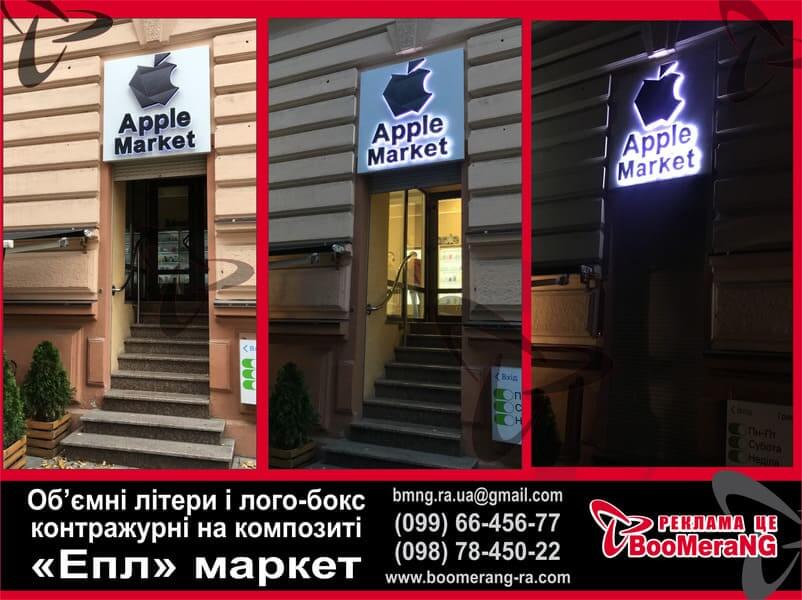 Apple
Market
Apple
Market
Apple
Market
Вхід
Вхід
Пн-Пт
Субота
Неділя
Об’ємні літери і лого-бокс
контражурні на композиті
«Епл» маркет
bmng.ra.ua@gmail.com
(099) 66-456-77
(098) 78-450-22
www.boomerang-ra.com
РЕКЛАМА ЦЕ
BooMeraNG